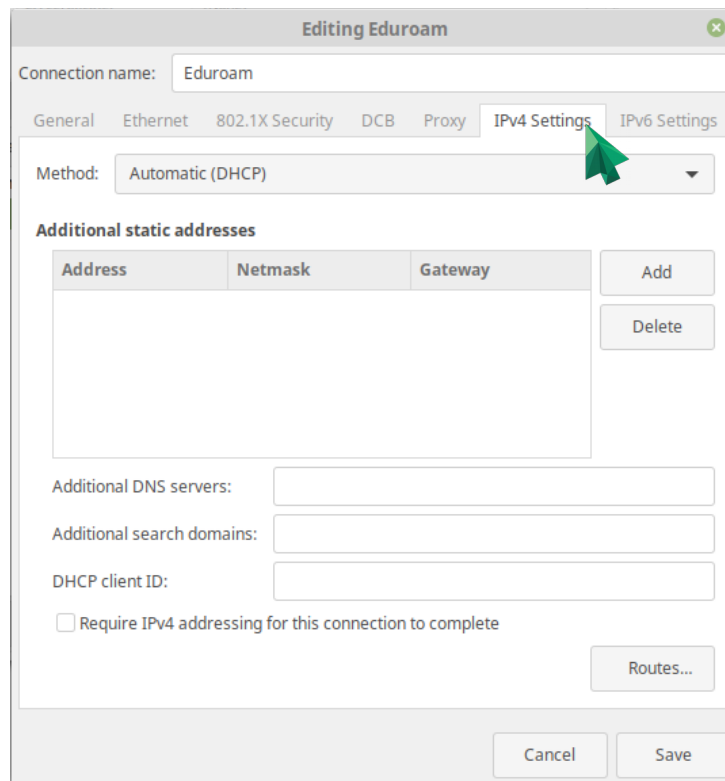 Editing Eduroam
Connection name: Eduroam
General Ethernet 802.1X Security DCB Proxy IPv4 Settings IPv6 Settings
Method: Automatic (DHCP)
Additional static addresses
Address Netmask Gateway Add
Delete
Additional DNS servers:
Additional search domains:
DHCP client ID:
Require IPv4 addressing for this connection to complete
Routes...
Cancel Save